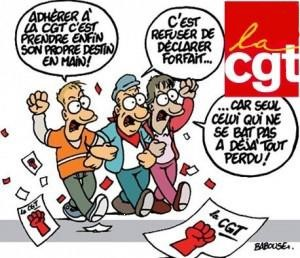 ADHÉRER À
LA CGT C'EST
PRENDRE ENFIN
SON PROPRE DESTIN
EN MAIN!
C'EST
REFUSER DE
DÉCLARER
FORFAIT...
la
cgt
...CAR SEUL
CELUI QUI NE
SE BAT PAS
A DÉJÀ TOUT
PERDU!
la CGT
la CGT
BABOUSE.